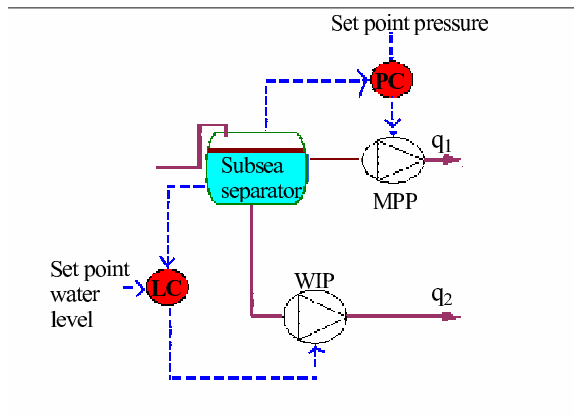 Set point pressure
PC
q1
Subsea
separator
MPP
Set point
water
level
LC
WIP
q2